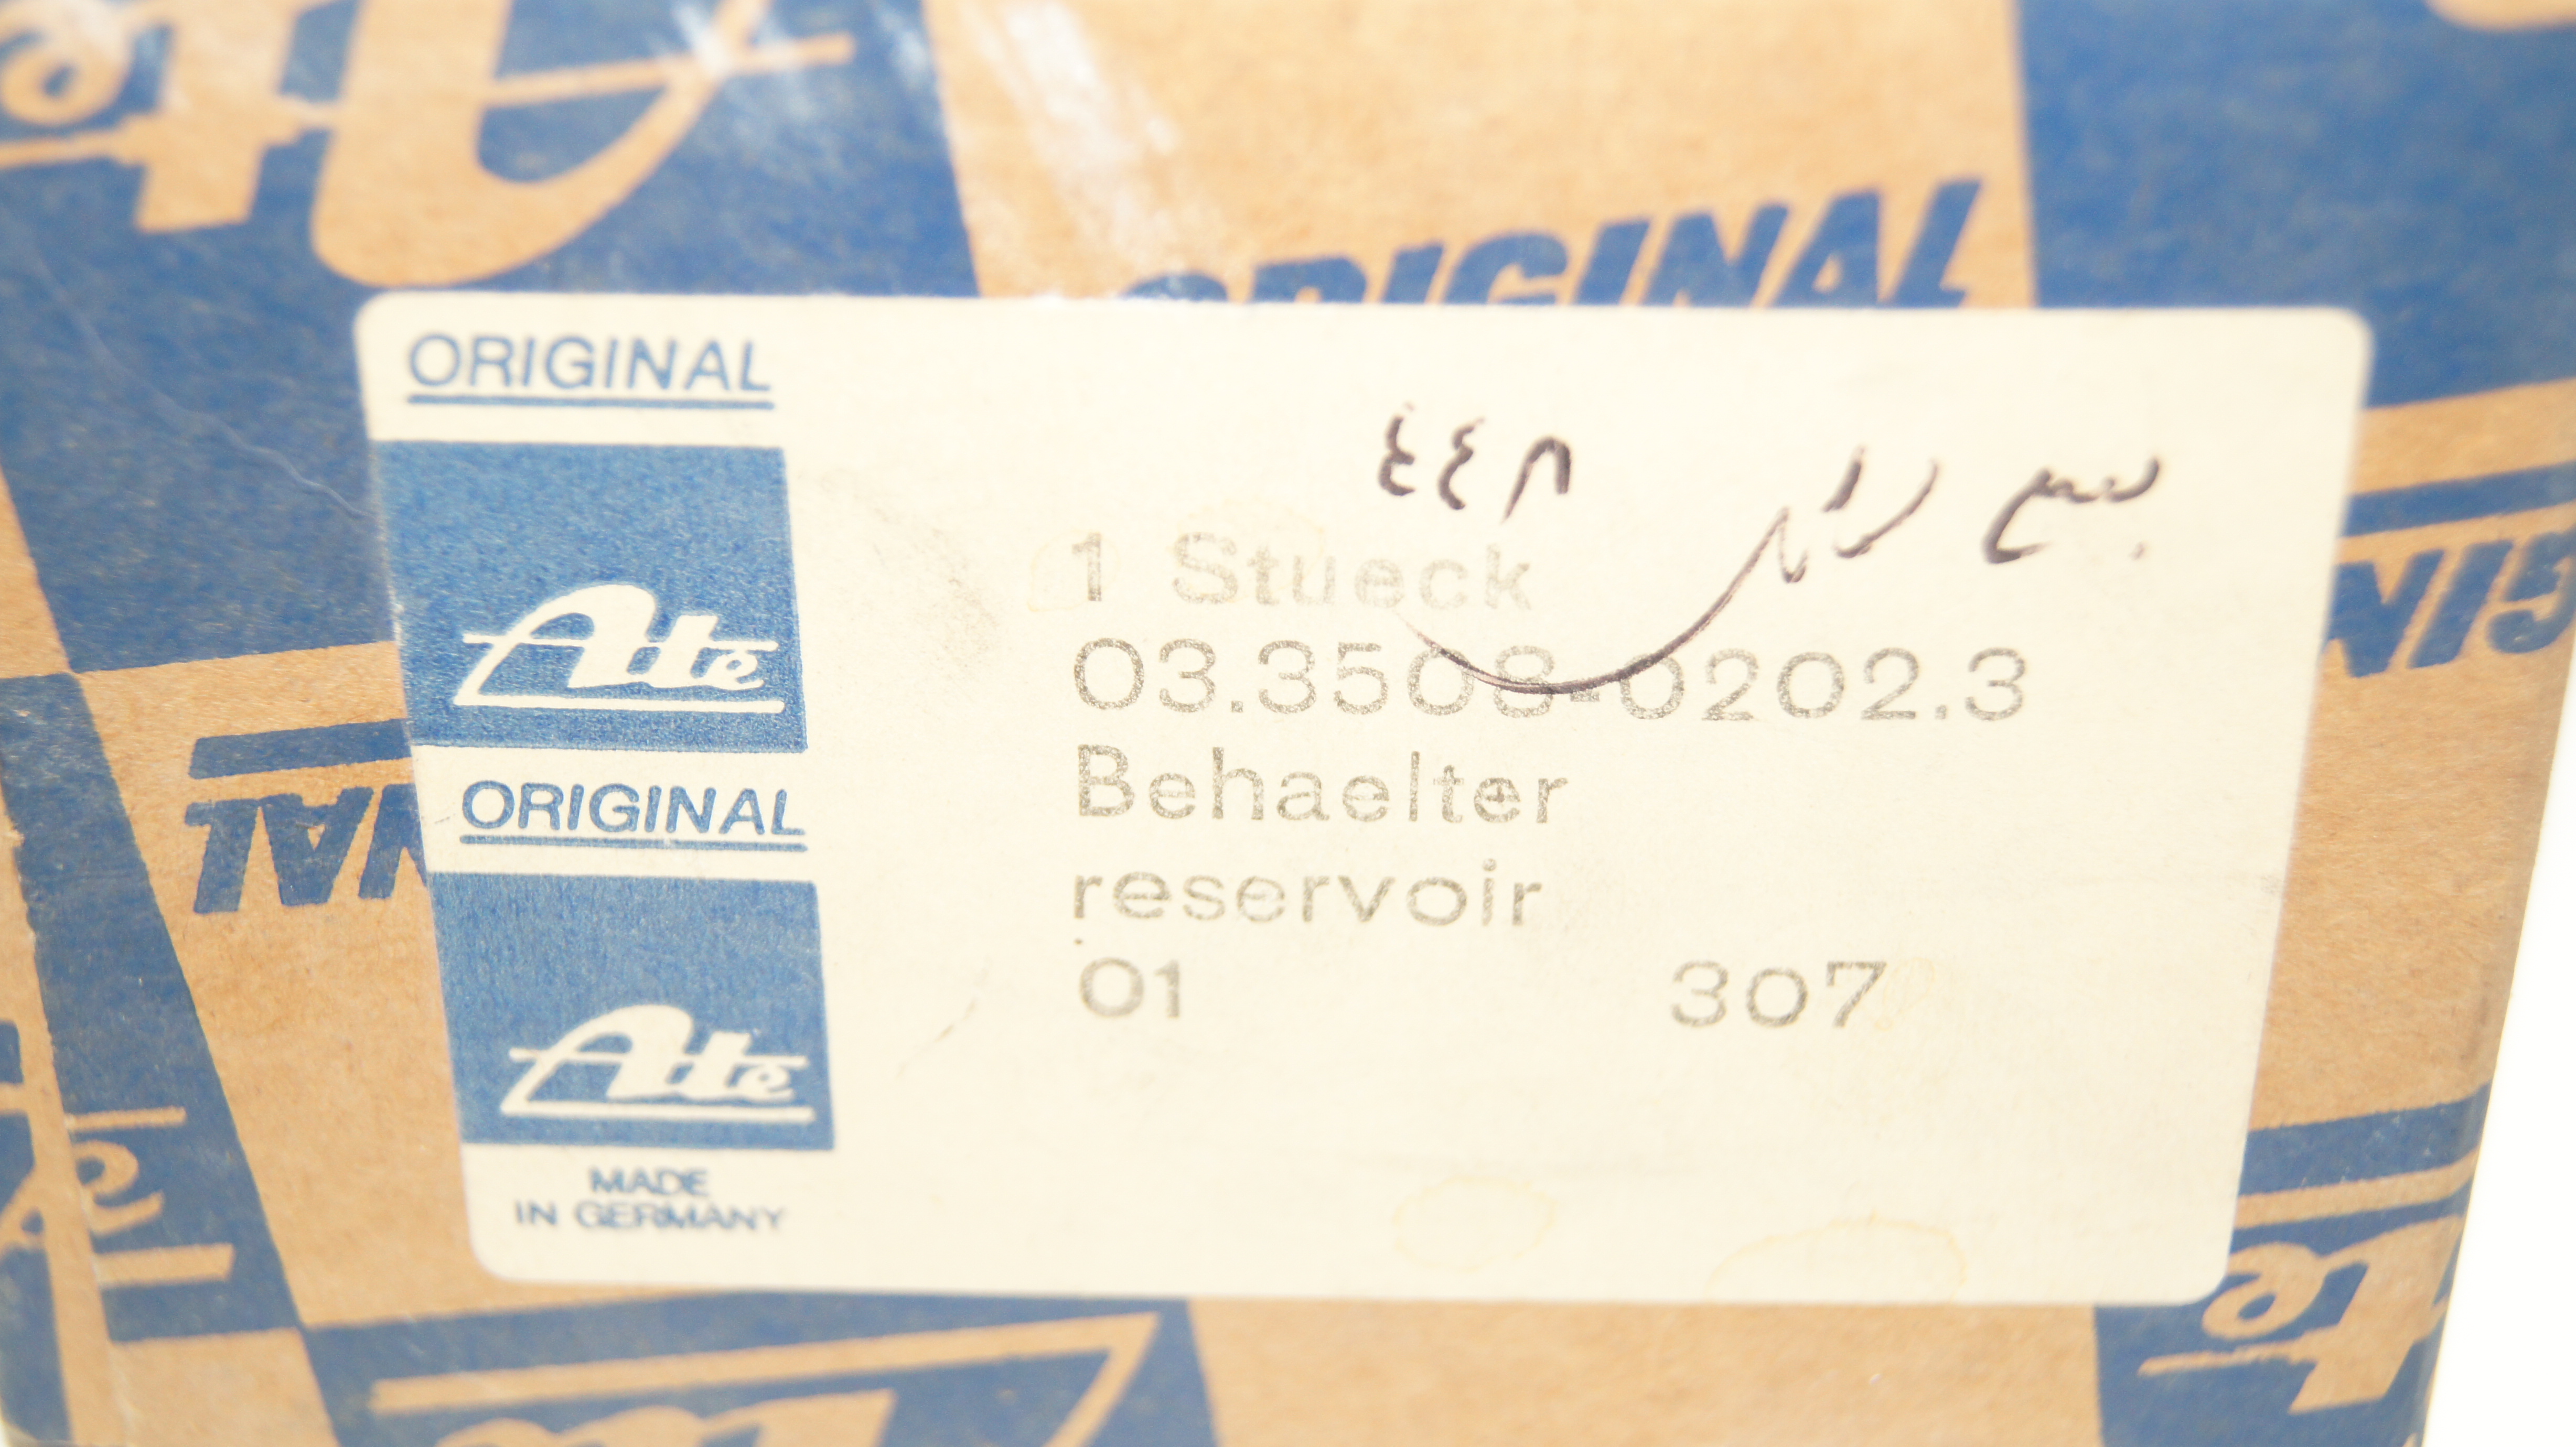 ORIGINAL
ORIGINAL
Ate
ORIGINAL
Ate
MADE
IN GERMANY
٤٤٨
1 Stueck
03.3508-0202.3
Behaelter
reservoir
01 307